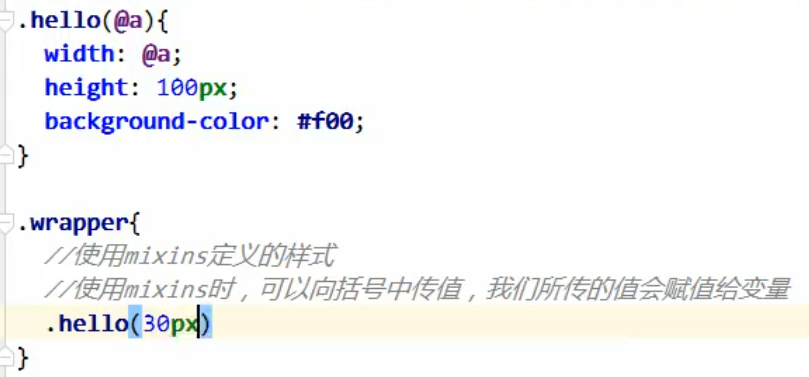 .hello(@a){
width: @a;
height: 100px;
background-color: #f00;
}
.wrapper{
//使用mixins定义的样式
//使用mixins时，可以向括号中传值，我们所传的值会赋值给变量
.hello(30px)
}